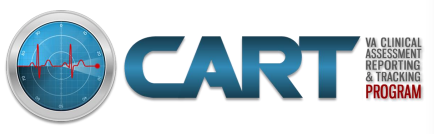 CART
VA CLINICAL
ASSESSMENT
REPORTING
& TRACKING
PROGRAM